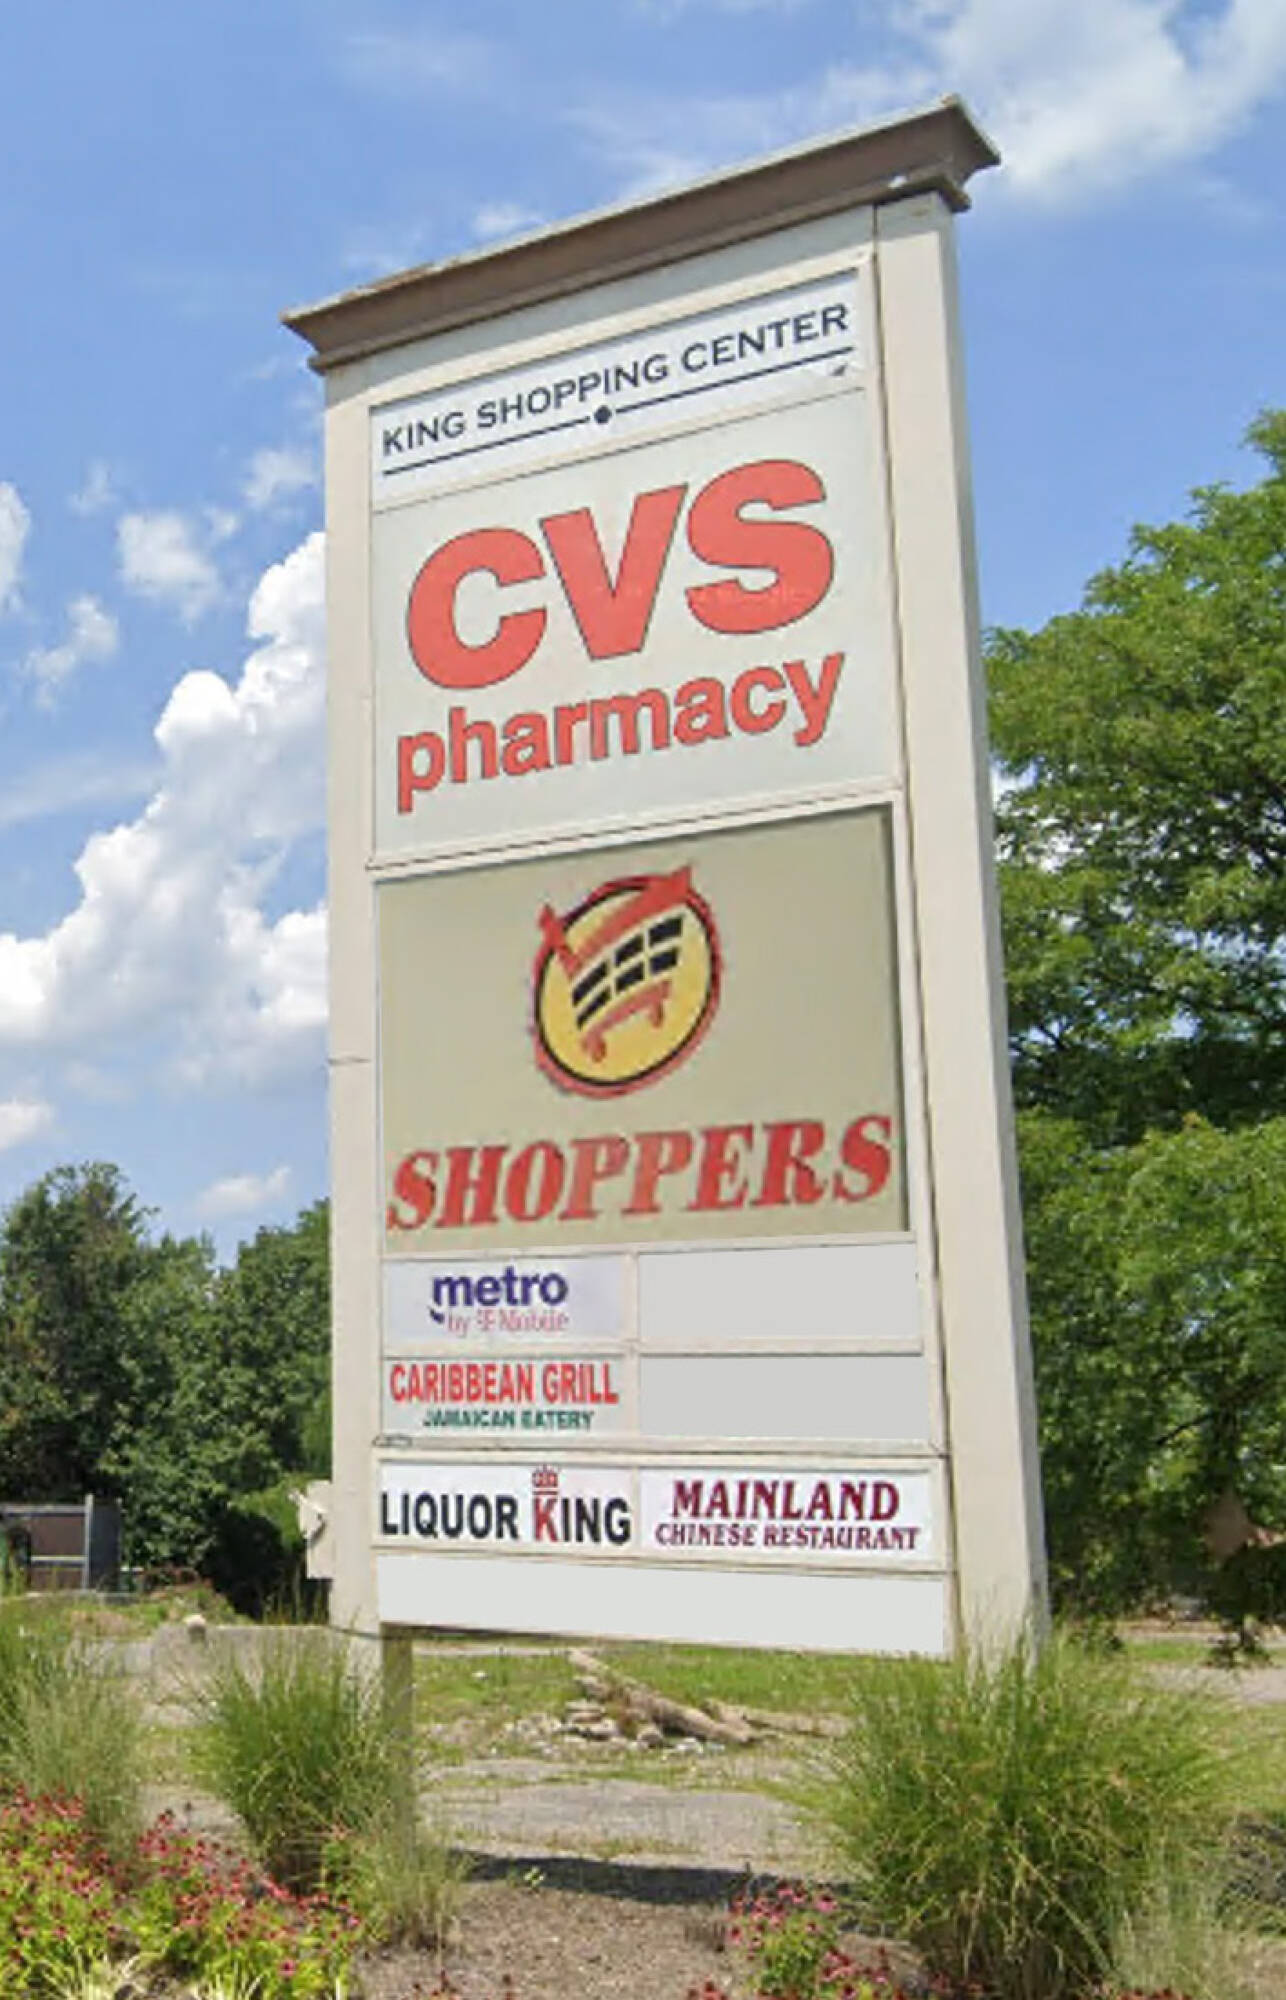 KING SHOPPING CENTER
CVS
pharmacy
SHOPPERS
metro
by T-Mobile
CARIBBEAN GRILL
JAMAICAN EATERY
LIQUOR KING
MAINLAND
CHINESE RESTAURANT